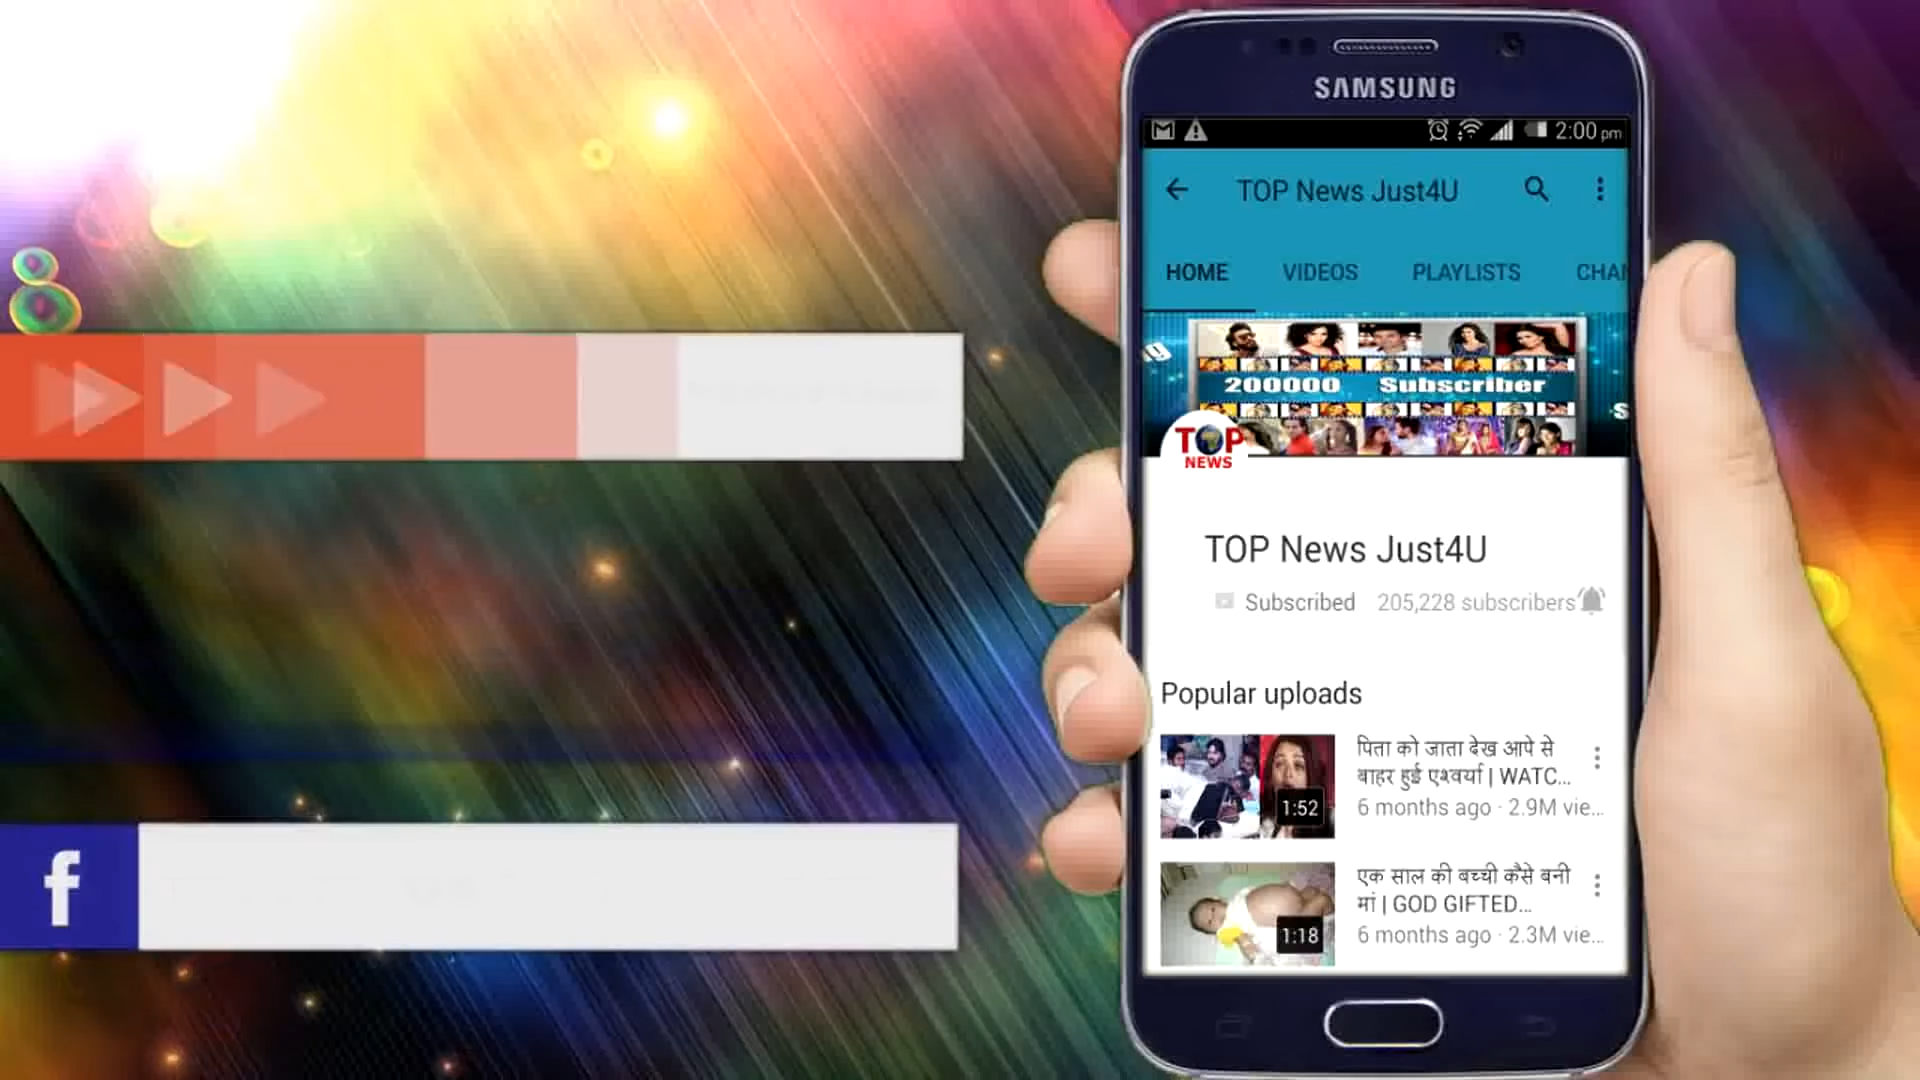 SAMSUNG
2:00 pm
TOP News Just4U
HOME VIDEOS PLAYLISTS CHAN
200000 Subscriber
TOP
NEWS
TOP News Just4U
Subscribed 205,228 subscribers
Popular uploads
पिता को जाता देख आपे से
बाहर हुई एश्वर्या | WATC...
6 months ago · 2.9M vie...
1:52
एक साल की बच्ची कैसे बनी
मां | GOD GIFTED...
6 months ago · 2.3M vie...
1:18
f